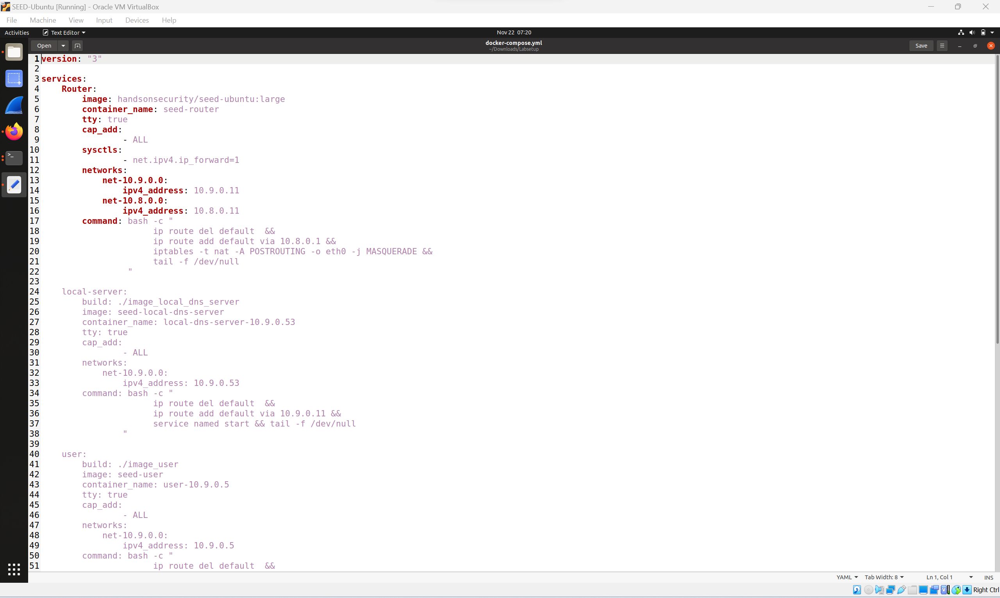 SEED-Ubuntu [Running] - Oracle VM VirtualBox
File Machine View Input Devices Help
Activities Text Editor Nov 22 07:20
Open docker-compose.yml Save
~/Downloads/Labsetup
1 version: "3"
2
3 services:
4     Router:
5         image: handsonsecurity/seed-ubuntu:large
6         container_name: seed-router
7         tty: true
8         cap_add:
9                 - ALL
10         sysctls:
11                 - net.ipv4.ip_forward=1
12         networks:
13             net-10.9.0.0:
14                 ipv4_address: 10.9.0.11
15             net-10.8.0.0:
16                 ipv4_address: 10.8.0.11
17         command: bash -c "
18                       ip route del default  &&
19                       ip route add default via 10.8.0.1 &&
20                       iptables -t nat -A POSTROUTING -o eth0 -j MASQUERADE &&
21                       tail -f /dev/null
22                  "
23
24     local-server:
25         build: ./image_local_dns_server
26         image: seed-local-dns-server
27         container_name: local-dns-server-10.9.0.53
28         tty: true
29         cap_add:
30                 - ALL
31         networks:
32             net-10.9.0.0:
33                 ipv4_address: 10.9.0.53
34         command: bash -c "
35                       ip route del default  &&
36                       ip route add default via 10.9.0.11 &&
37                       service named start && tail -f /dev/null
38                 "
39
40     user:
41         build: ./image_user
42         image: seed-user
43         container_name: user-10.9.0.5
44         tty: true
45         cap_add:
46                 - ALL
47         networks:
48             net-10.9.0.0:
49                 ipv4_address: 10.9.0.5
50         command: bash -c "
51                       ip route del default  &&
YAML Tab Width: 8 Ln 1, Col 1 INS
Right Ctrl